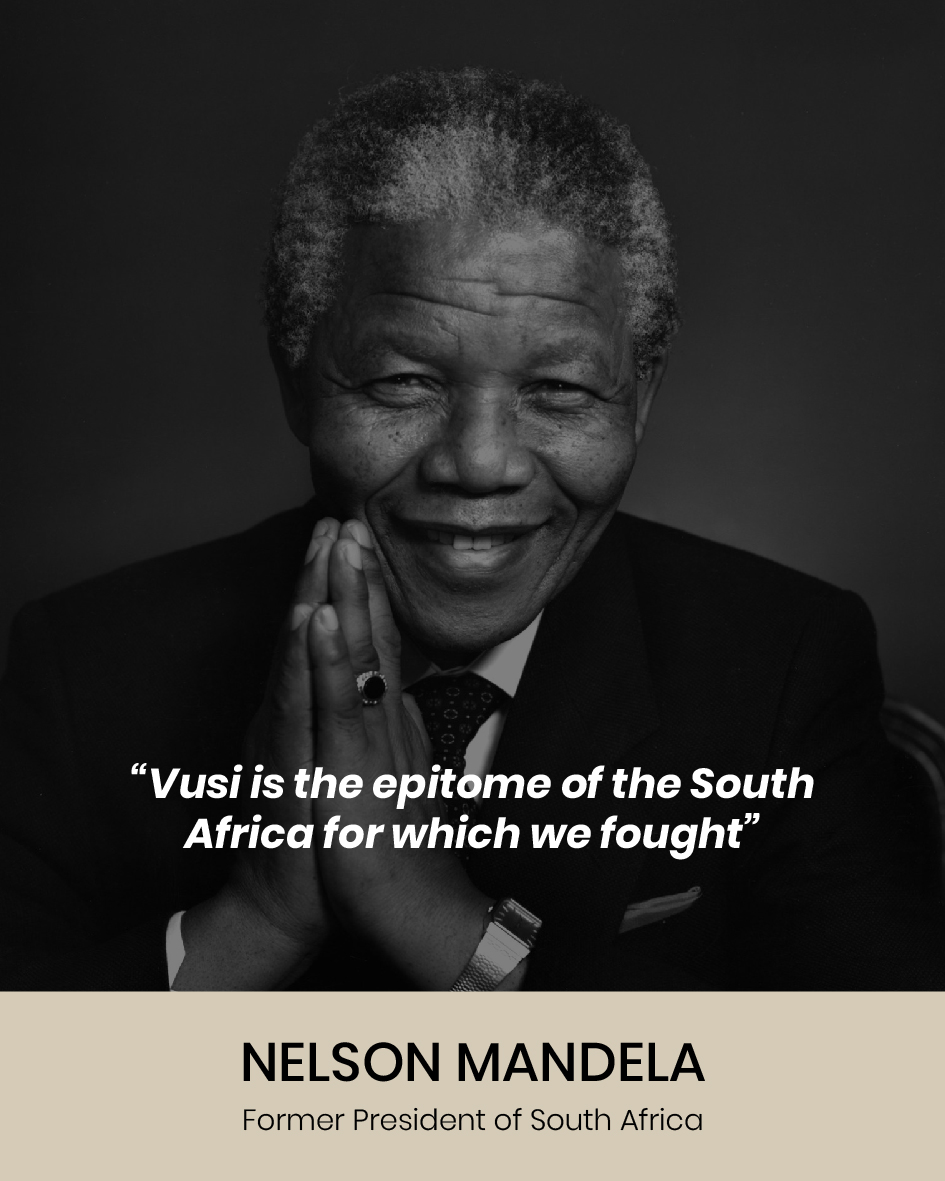 “Vusi is the epitome of the South
Africa for which we fought”
NELSON MANDELA
Former President of South Africa